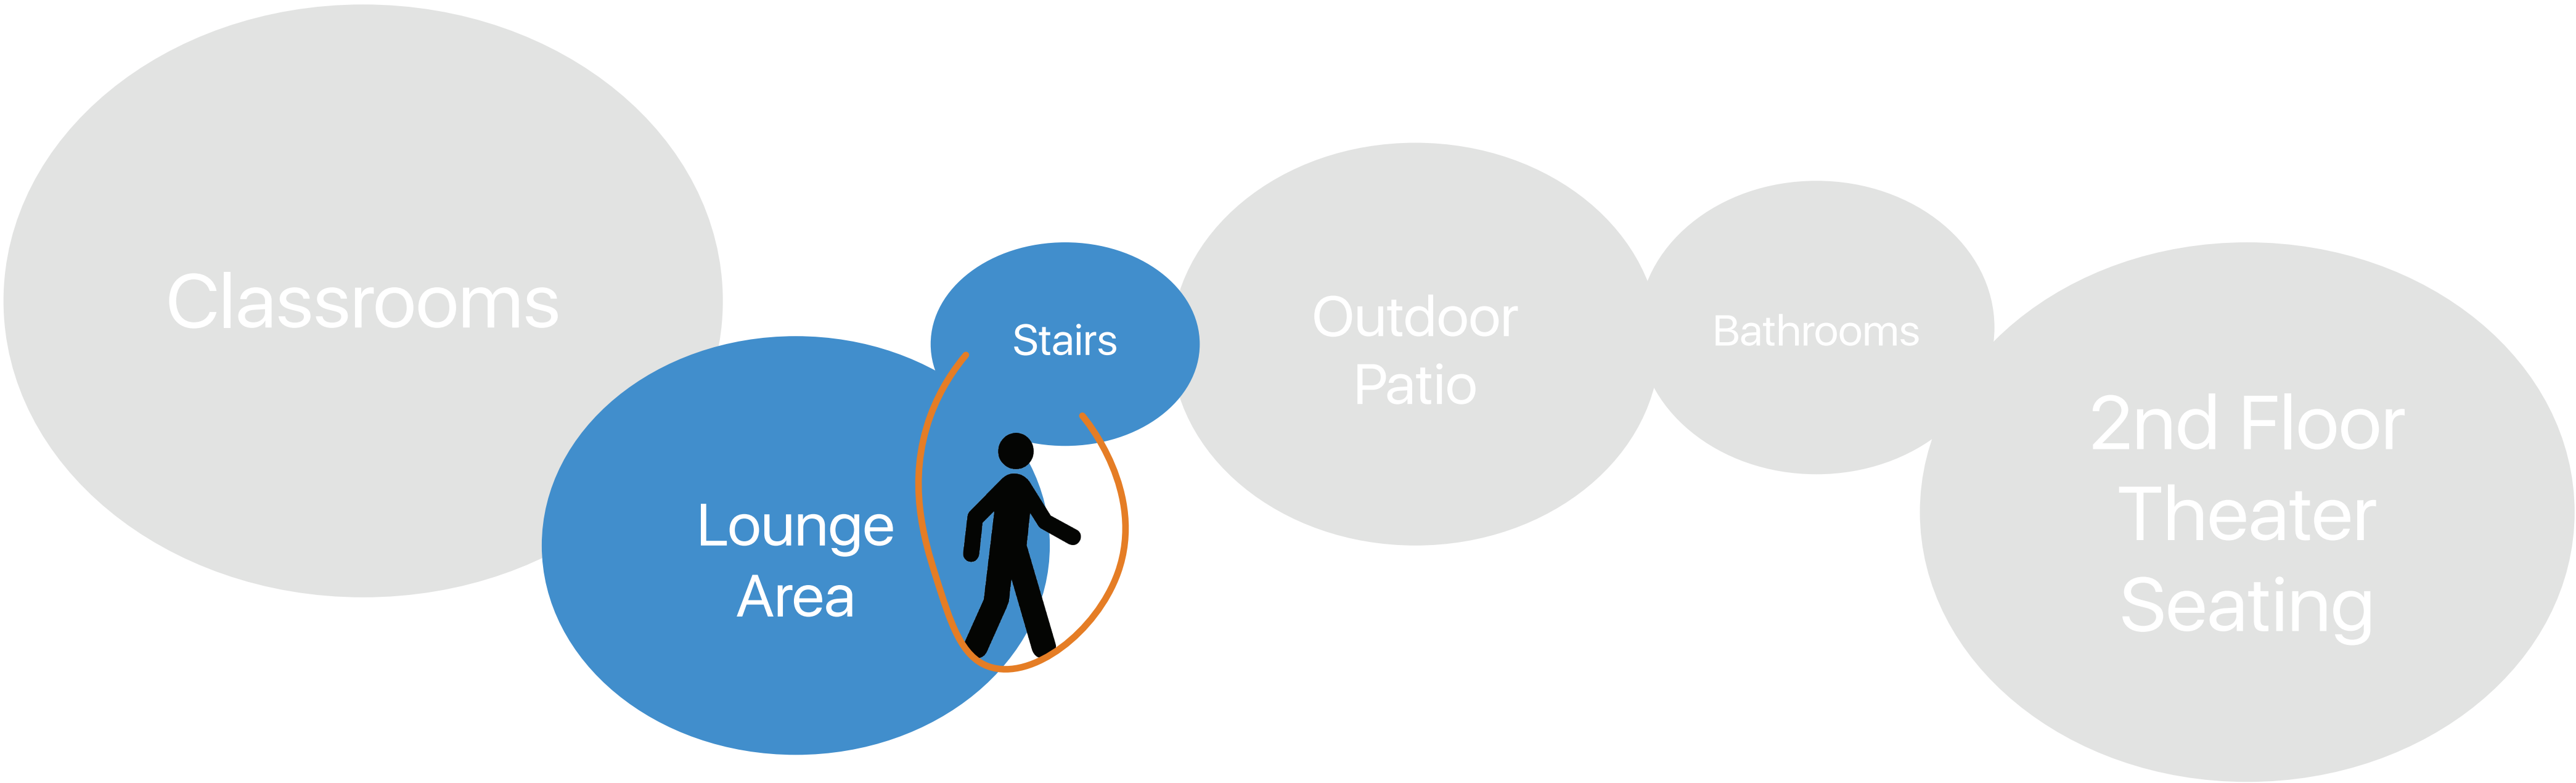 Classrooms
Lounge
Area
Stairs
Outdoor
Patio
Bathrooms
2nd Floor
Theater
Seating